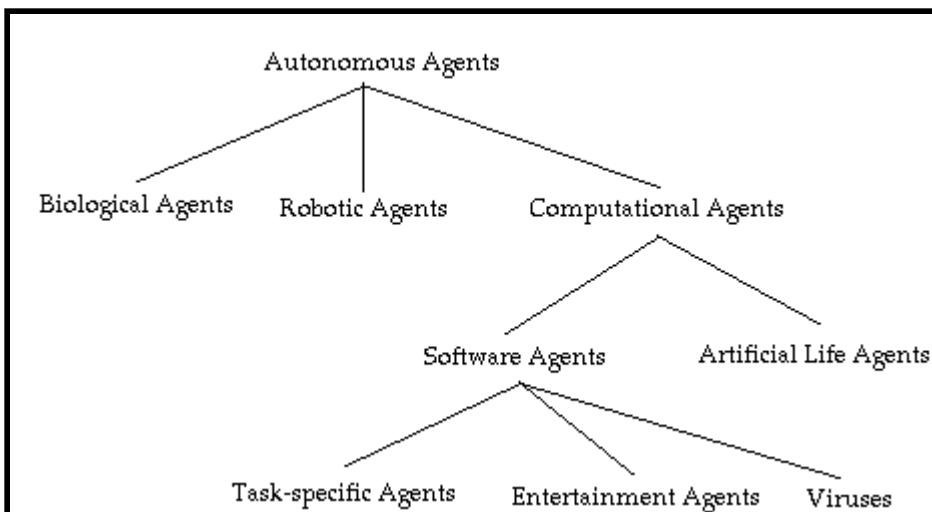 Autonomous Agents
Biological Agents
Robotic Agents
Computational Agents
Software Agents
Artificial Life Agents
Task-specific Agents
Entertainment Agents
Viruses